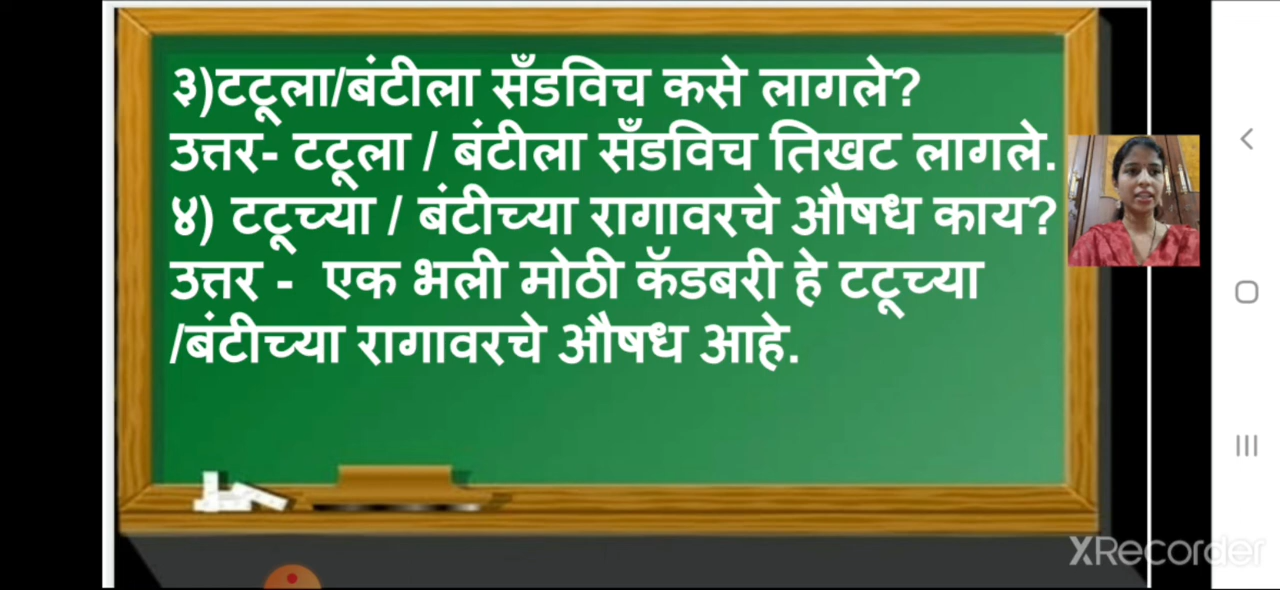 ३)टटूला/बंटीला सँडविच कसे लागले?
उत्तर- टटूला / बंटीला सँडविच तिखट लागले.
४) टटूच्या / बंटीच्या रागावरचे औषध काय?
उत्तर - एक भली मोठी कॅडबरी हे टटूच्या
/बंटीच्या रागावरचे औषध आहे.
XRecorder